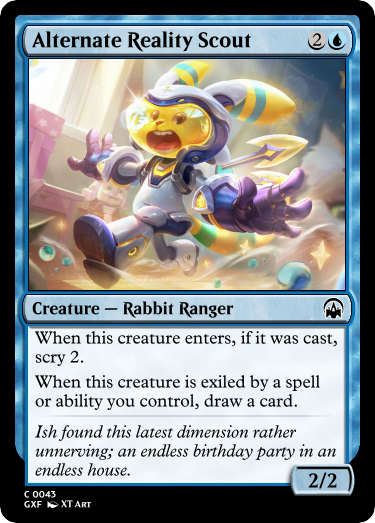 Alternate Reality Scout 2
Creature — Rabbit Ranger
When this creature enters, if it was cast,
scry 2.
When this creature is exiled by a spell
or ability you control, draw a card.
Ish found this latest dimension rather
unnerving; an endless birthday party in an
endless house.
2/2
C 0043
GXF XT Art